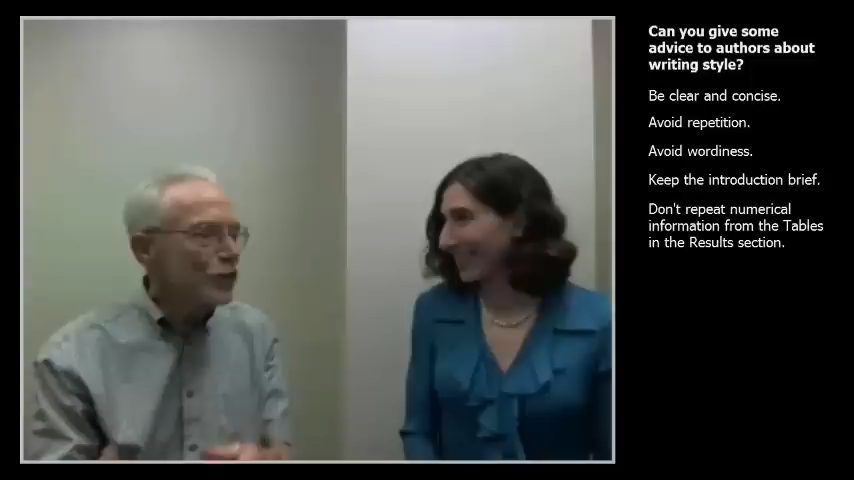 Can you give some
advice to authors about
writing style?
Be clear and concise.
Avoid repetition.
Avoid wordiness.
Keep the introduction brief.
Don't repeat numerical
information from the Tables
in the Results section.